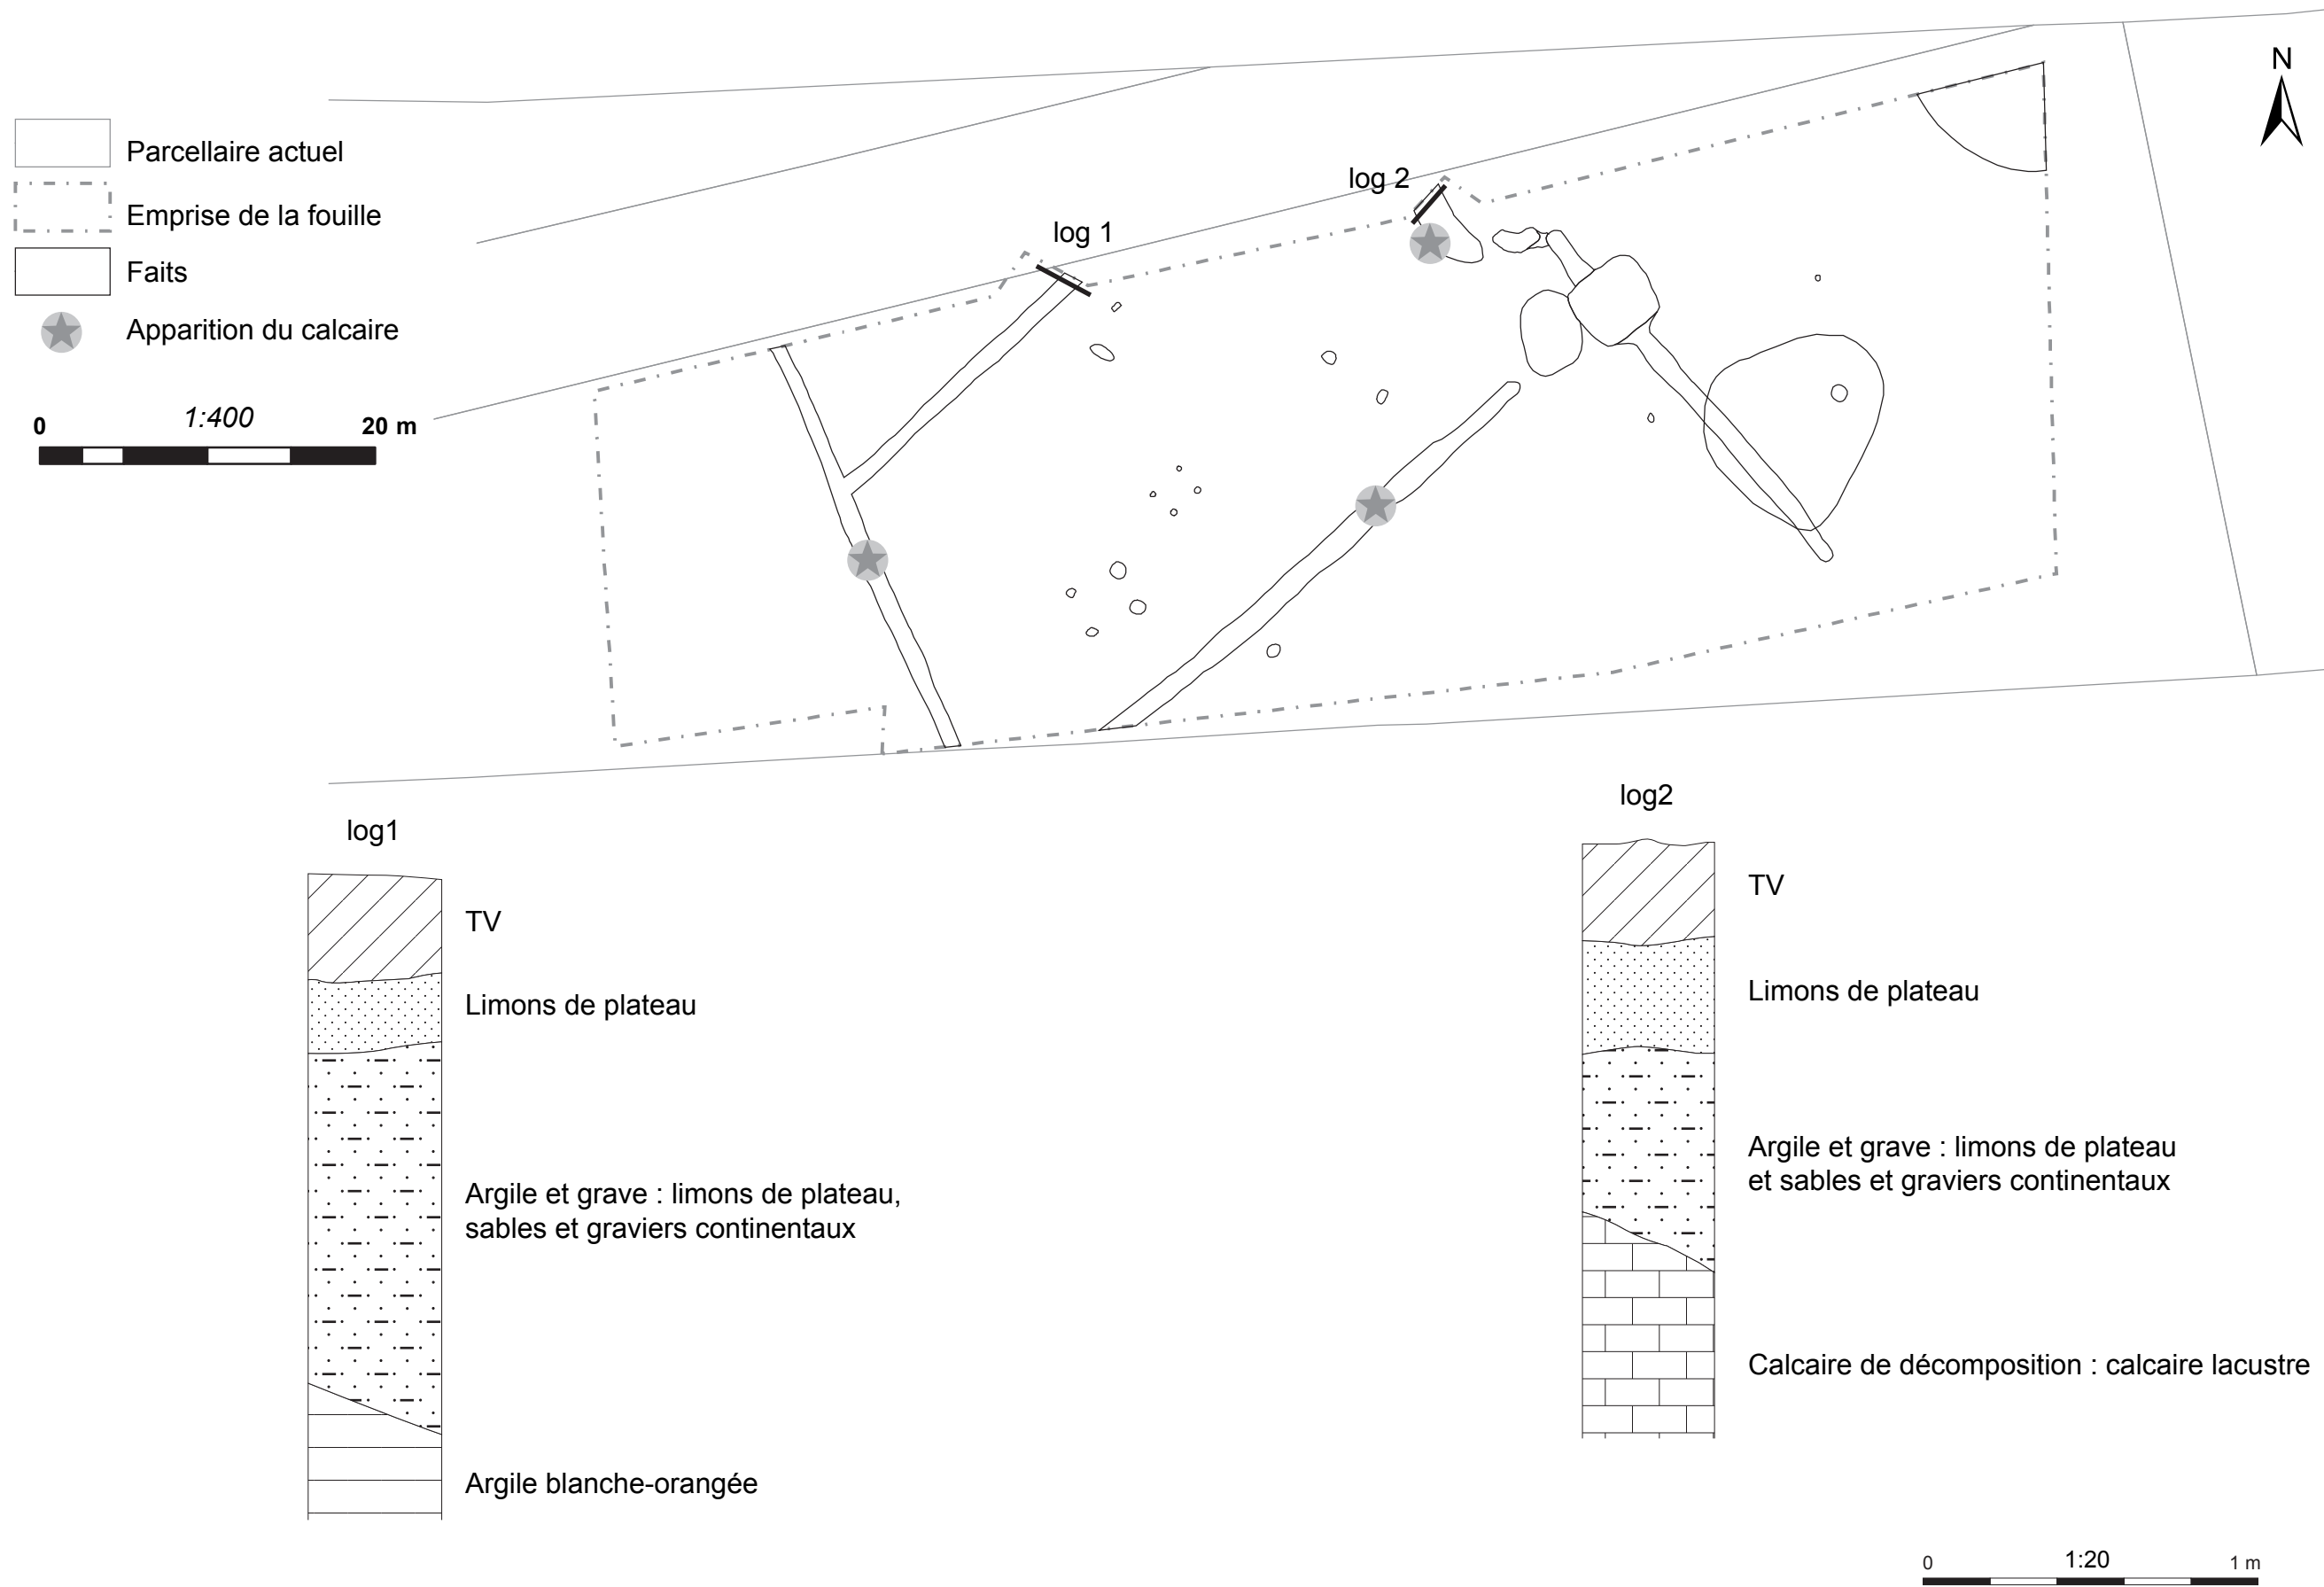 N
Parcellaire actuel
Emprise de la fouille
Faits
Apparition du calcaire
0 1:400 20 m
log 1
log 2
log1
TV
Limons de plateau
Argile et grave : limons de plateau,
sables et graviers continentaux
Argile blanche-orangée
log2
TV
Limons de plateau
Argile et grave : limons de plateau
et sables et graviers continentaux
Calcaire de décomposition : calcaire lacustre
0 1:20 1 m